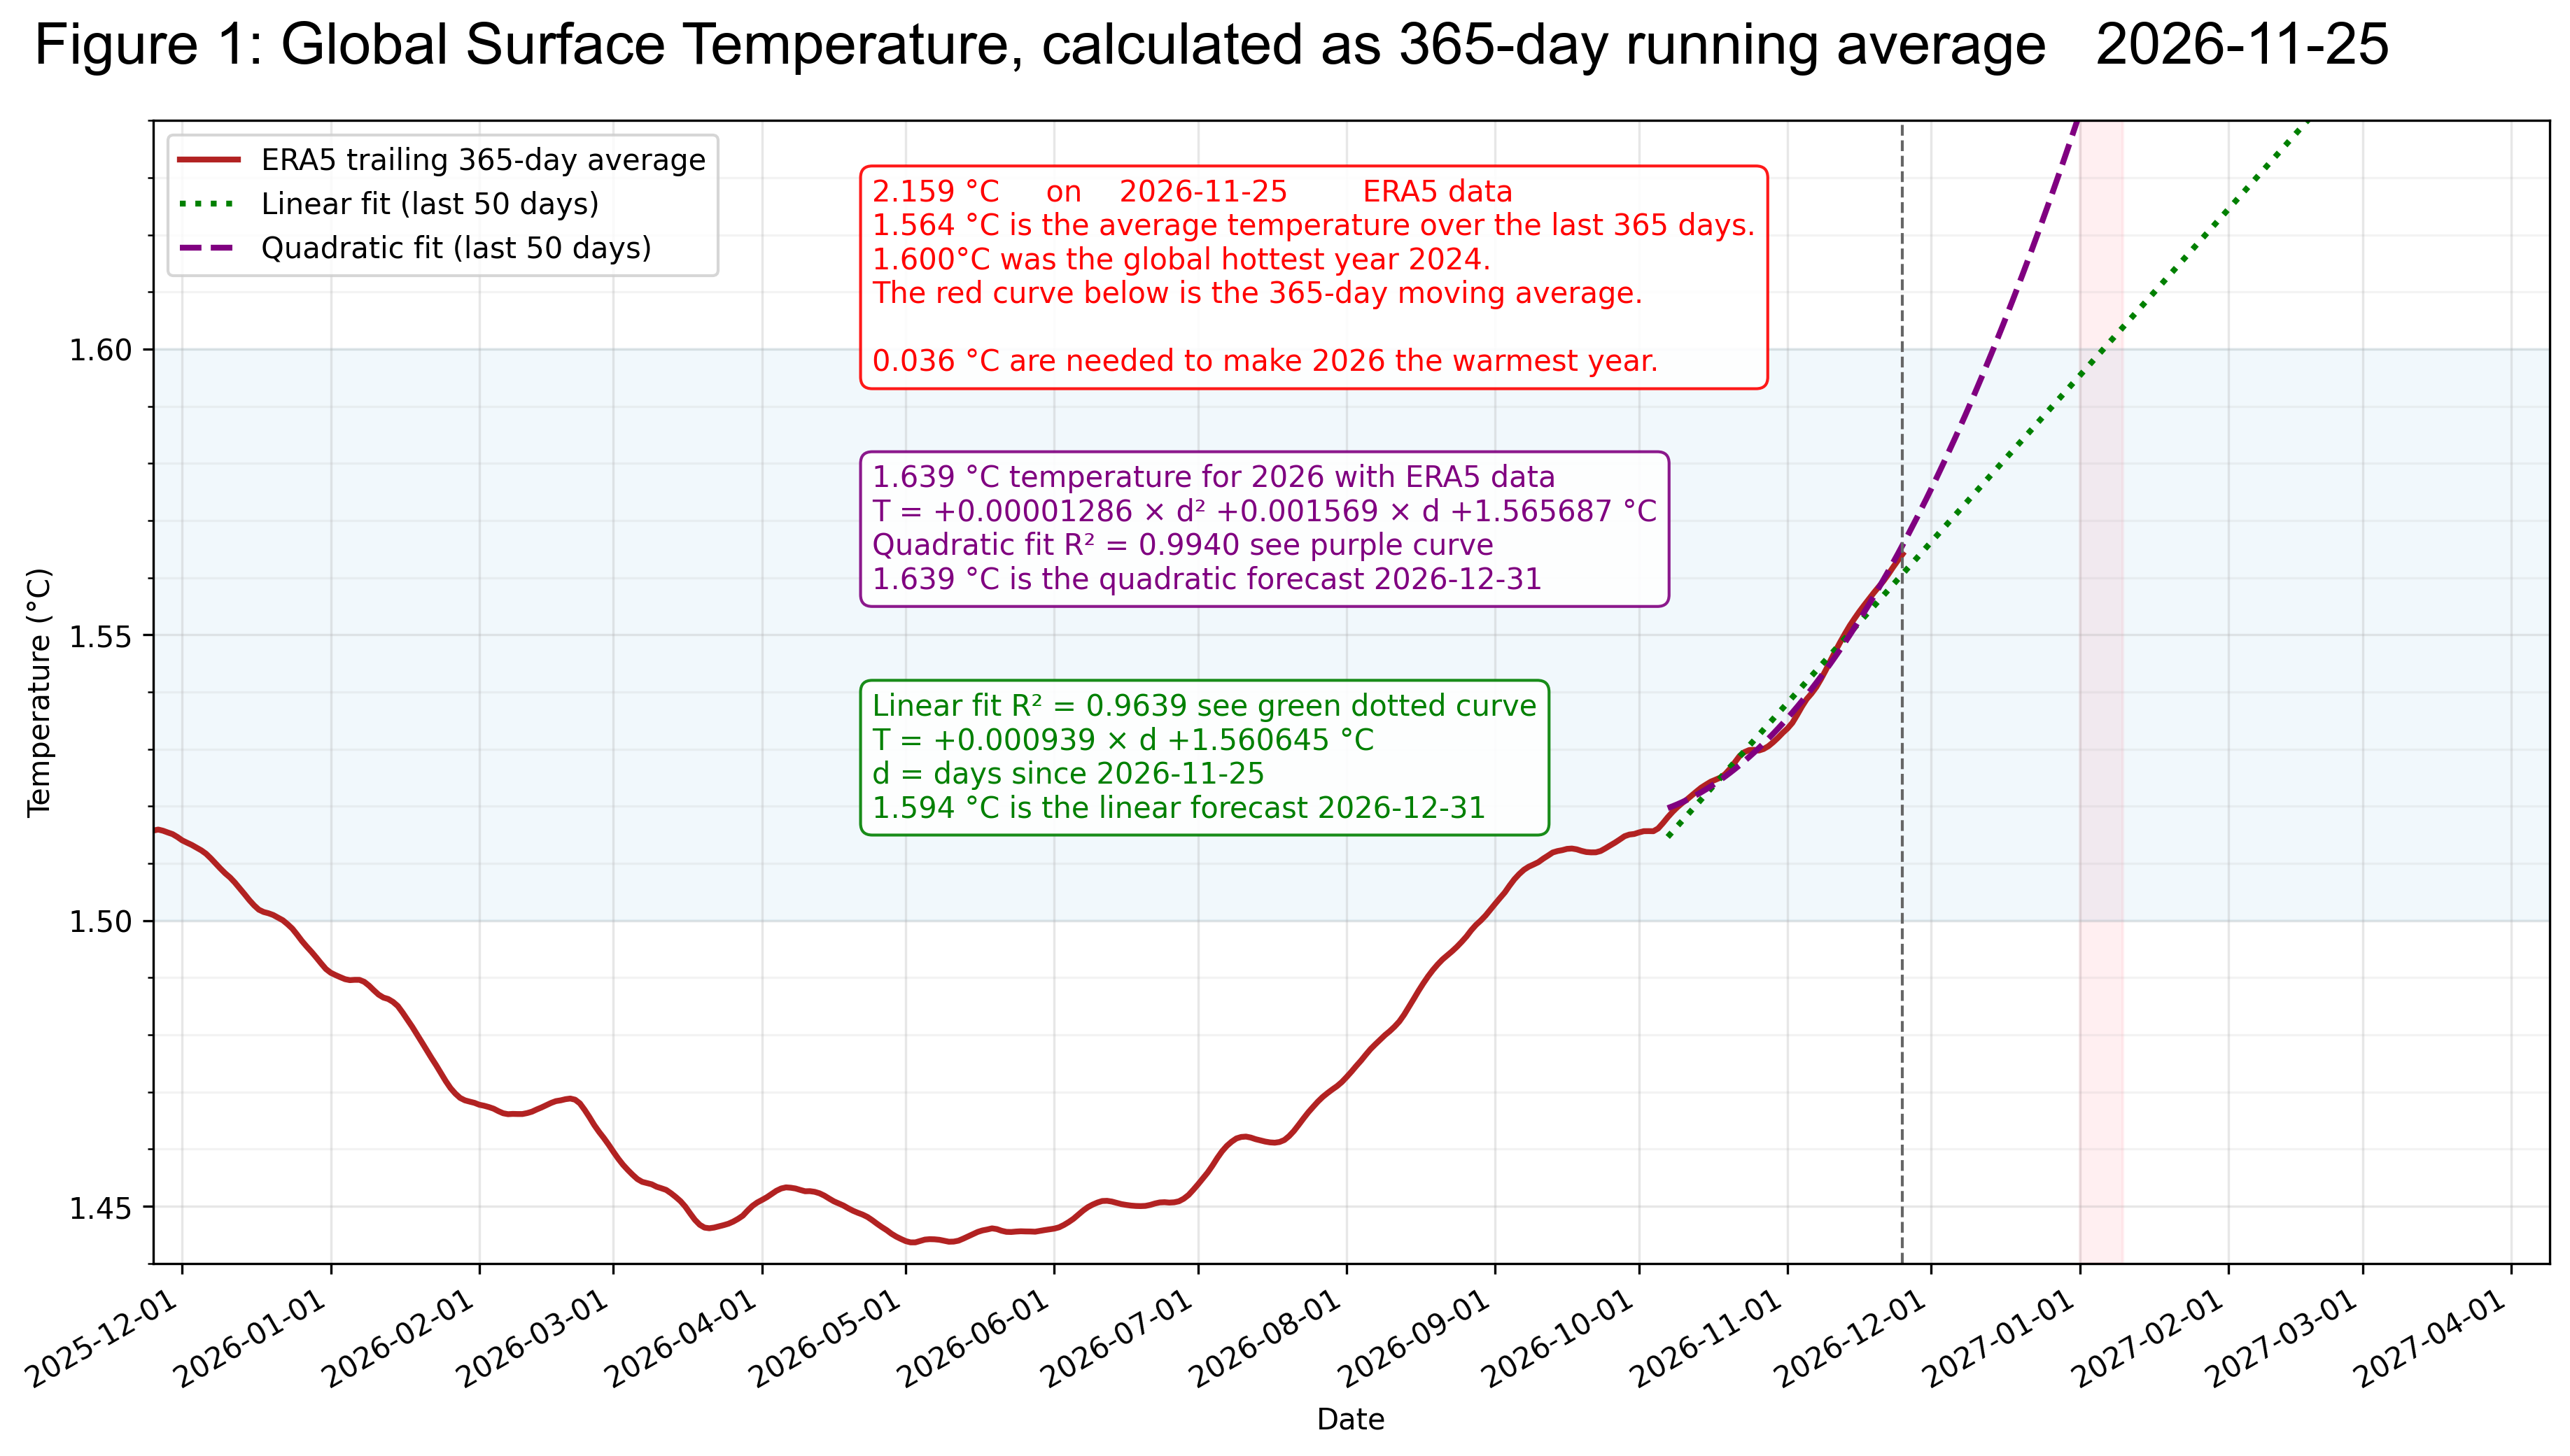 Figure 1: Global Surface Temperature, calculated as 365-day running average 2026-11-25
ERA5 trailing 365-day average
Linear fit (last 50 days)
Quadratic fit (last 50 days)
2.159 °C on 2026-11-25 ERA5 data
1.564 °C is the average temperature over the last 365 days.
1.600°C was the global hottest year 2024.
The red curve below is the 365-day moving average.
0.036 °C are needed to make 2026 the warmest year.
1.639 °C temperature for 2026 with ERA5 data
T = +0.00001286 × d² +0.001569 × d +1.565687 °C
Quadratic fit R² = 0.9940 see purple curve
1.639 °C is the quadratic forecast 2026-12-31
Linear fit R² = 0.9639 see green dotted curve
T = +0.000939 × d +1.560645 °C
d = days since 2026-11-25
1.594 °C is the linear forecast 2026-12-31
Temperature (°C)
1.60
1.55
1.50
1.45
2025-12-01
2026-01-01
2026-02-01
2026-03-01
2026-04-01
2026-05-01
2026-06-01
2026-07-01
2026-08-01
2026-09-01
2026-10-01
2026-11-01
2026-12-01
2027-01-01
2027-02-01
2027-03-01
2027-04-01
Date